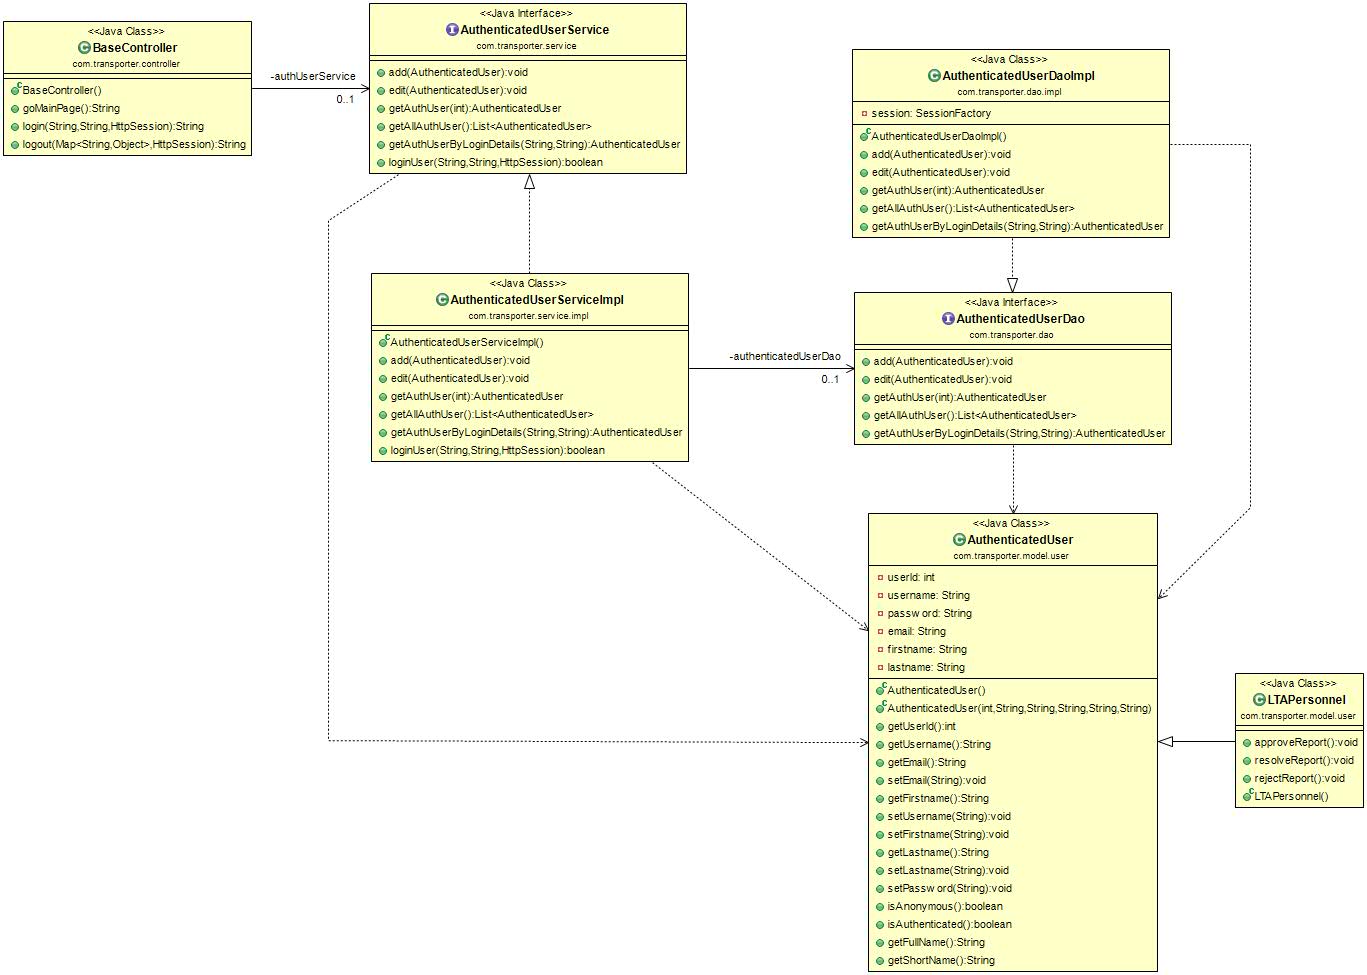 <<Java Class>>
BaseController
com.transporter.controller
BaseController()
goMainPage():String
login(String,String,HttpSession):String
logout(Map<String,Object>,HttpSession):String
-authUserService
0..1
<<Java Interface>>
AuthenticatedUserService
com.transporter.service
add(AuthenticatedUser):void
edit(AuthenticatedUser):void
getAuthUser(int):AuthenticatedUser
getAllAuthUser():List<AuthenticatedUser>
getAuthUserByLoginDetails(String,String):AuthenticatedUser
loginUser(String,String,HttpSession):boolean
<<Java Class>>
AuthenticatedUserDaoImpl
com.transporter.dao.impl
session: SessionFactory
AuthenticatedUserDaoImpl()
add(AuthenticatedUser):void
edit(AuthenticatedUser):void
getAuthUser(int):AuthenticatedUser
getAllAuthUser():List<AuthenticatedUser>
getAuthUserByLoginDetails(String,String):AuthenticatedUser
<<Java Class>>
AuthenticatedUserServiceImpl
com.transporter.service.impl
AuthenticatedUserServiceImpl()
add(AuthenticatedUser):void
edit(AuthenticatedUser):void
getAuthUser(int):AuthenticatedUser
getAllAuthUser():List<AuthenticatedUser>
getAuthUserByLoginDetails(String,String):AuthenticatedUser
loginUser(String,String,HttpSession):boolean
-authenticatedUserDao
0..1
<<Java Interface>>
AuthenticatedUserDao
com.transporter.dao
add(AuthenticatedUser):void
edit(AuthenticatedUser):void
getAuthUser(int):AuthenticatedUser
getAllAuthUser():List<AuthenticatedUser>
getAuthUserByLoginDetails(String,String):AuthenticatedUser
<<Java Class>>
AuthenticatedUser
com.transporter.model.user
userId: int
username: String
password: String
email: String
firstname: String
lastname: String
AuthenticatedUser()
AuthenticatedUser(int,String,String,String,String,String)
getUserId():int
getUsername():String
getEmail():String
setEmail(String):void
getFirstname():String
setUsername(String):void
setFirstname(String):void
getLastname():String
setLastname(String):void
setPassword(String):void
isAnonymous():boolean
isAuthenticated():boolean
getFullName():String
getShortName():String
<<Java Class>>
LTAPersonnel
com.transporter.model.user
approveReport():void
resolveReport():void
rejectReport():void
LTAPersonnel()